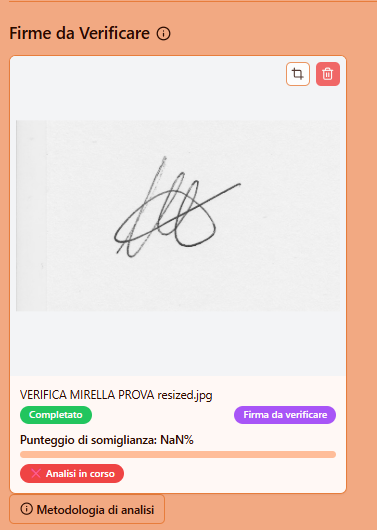 Firme da Verificare
VERIFICA MIRELLA PROVA resized.jpg
Completato
Firma da verificare
Punteggio di somiglianza: NaN%
Analisi in corso
Metodologia di analisi